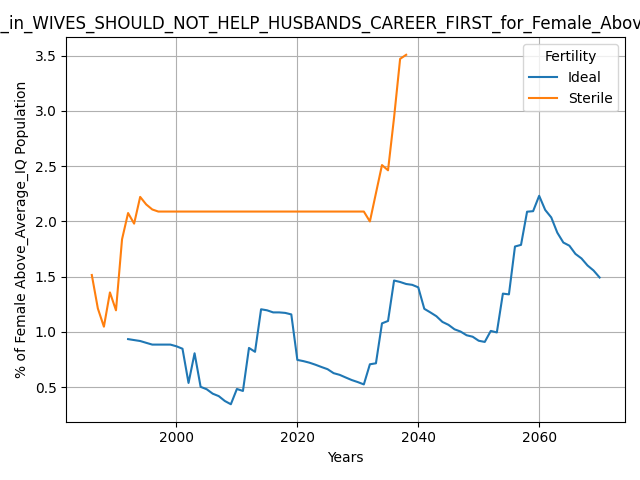 _in_WIVES_SHOULD_NOT_HELP_HUSBANDS_CAREER_FIRST_for_Female_Abov
Fertility
Ideal
Sterile
3.5
3.0
2.5
2.0
1.5
1.0
0.5
% of Female Above_Average_IQ Population
2000
2020
2040
2060
Years